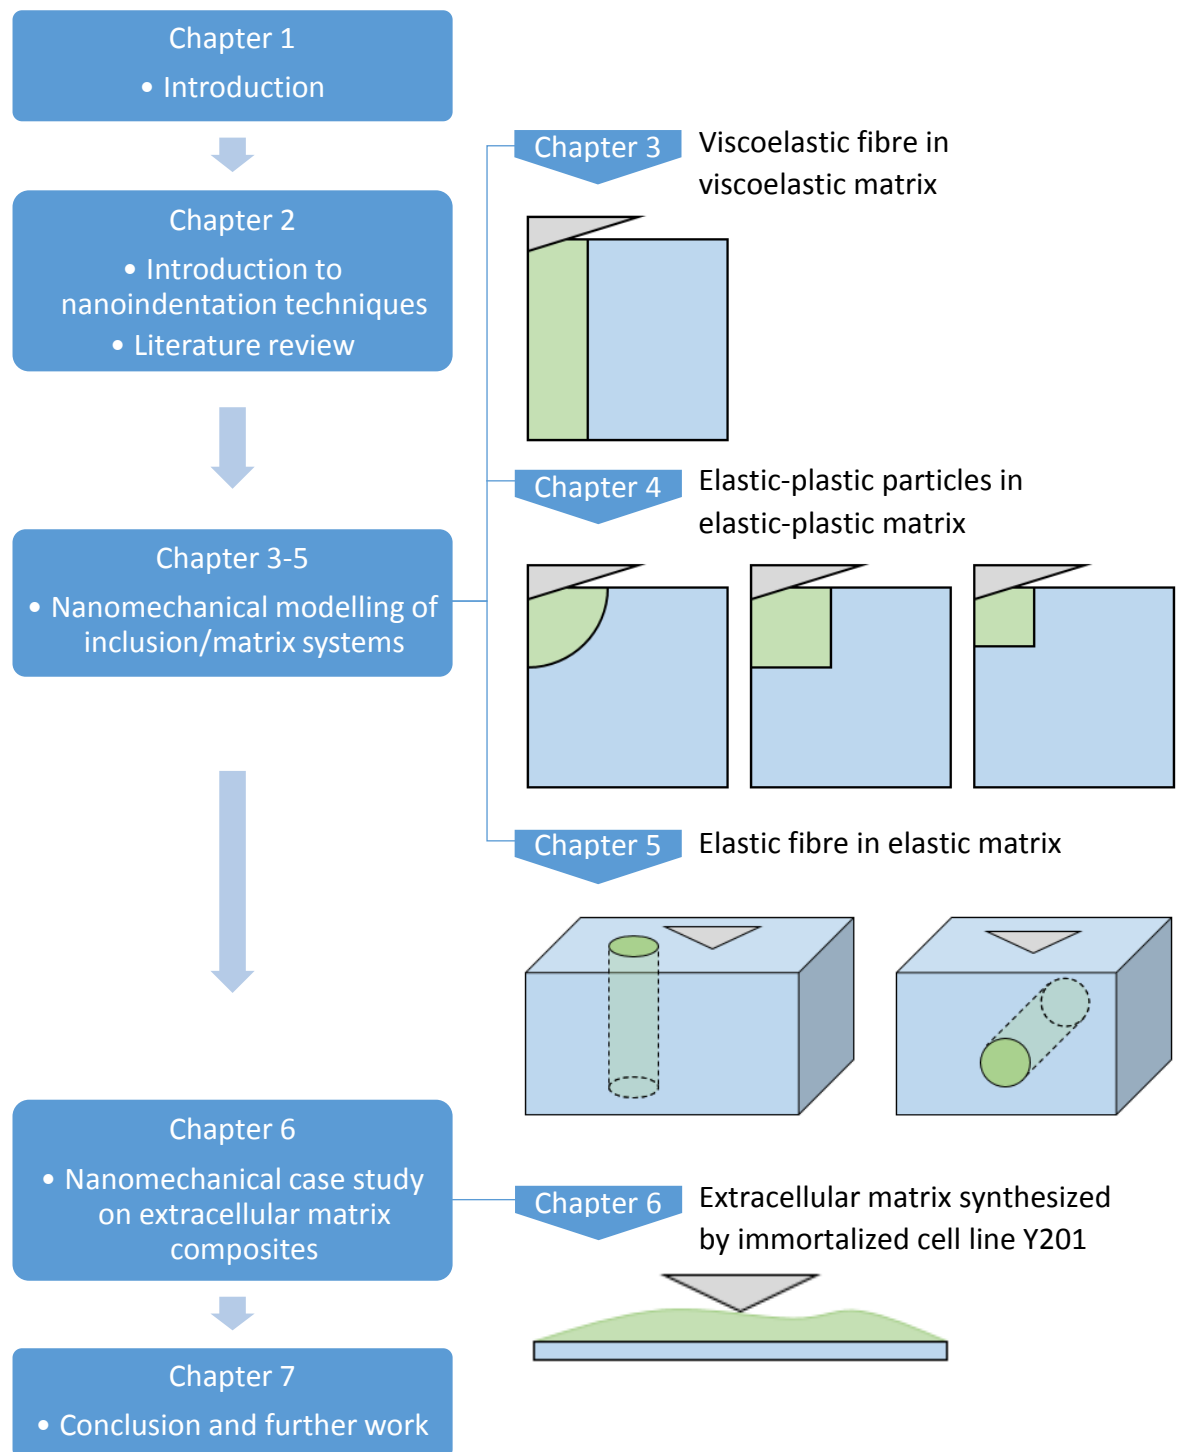 Chapter 1
• Introduction
Chapter 2
• Introduction to
nanoindentation techniques
• Literature review
Chapter 3-5
• Nanomechanical modelling of
inclusion/matrix systems
Chapter 3
Viscoelastic fibre in
viscoelastic matrix
Chapter 4
Elastic-plastic particles in
elastic-plastic matrix
Chapter 5
Elastic fibre in elastic matrix
Chapter 6
• Nanomechanical case study
on extracellular matrix
composites
Chapter 6
Extracellular matrix synthesized
by immortalized cell line Y201
Chapter 7
• Conclusion and further work